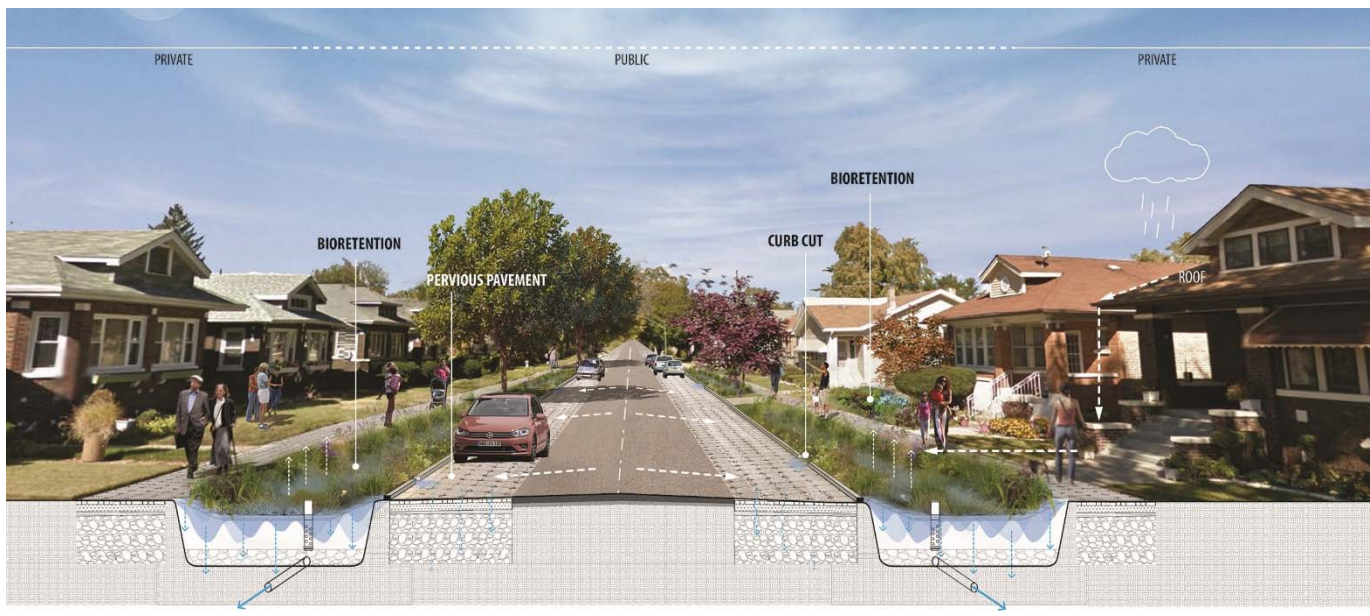 PRIVATE
PUBLIC
PRIVATE
BIORETENTION
CURB CUT
BIORETENTION
PERVIOUS PAVEMENT
ROOF